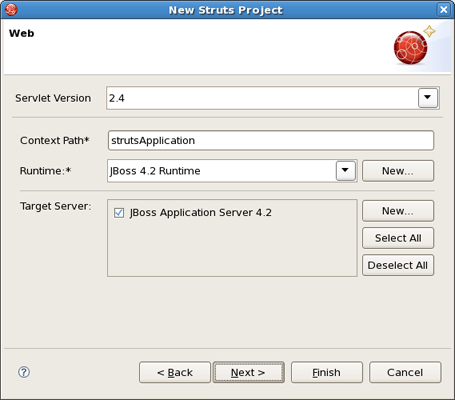 New Struts Project
Web
Servlet Version 2.4
Context Path* strutsApplication
Runtime:* JBoss 4.2 Runtime New...
Target Server: JBoss Application Server 4.2 New...
Select All
Deselect All
? < Back Next > Finish Cancel